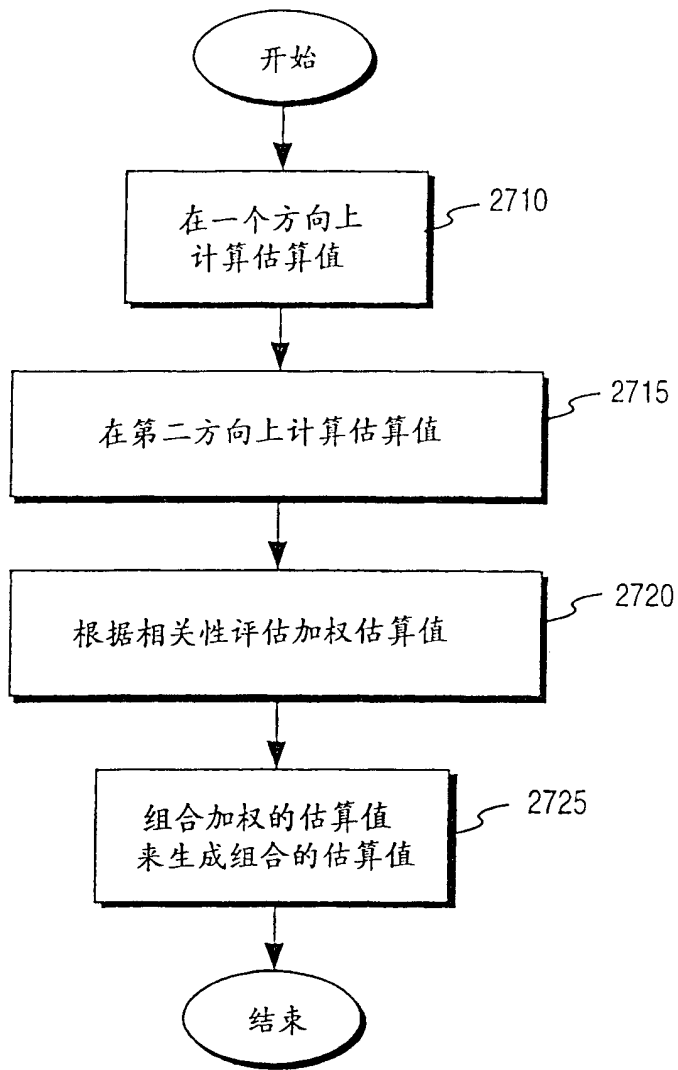 开始
2710
在一个方向上
计算估算值
2715
在第二方向上计算估算值
2720
根据相关性评估加权估算值
2725
组合加权的估算值
来生成组合的估算值
结束